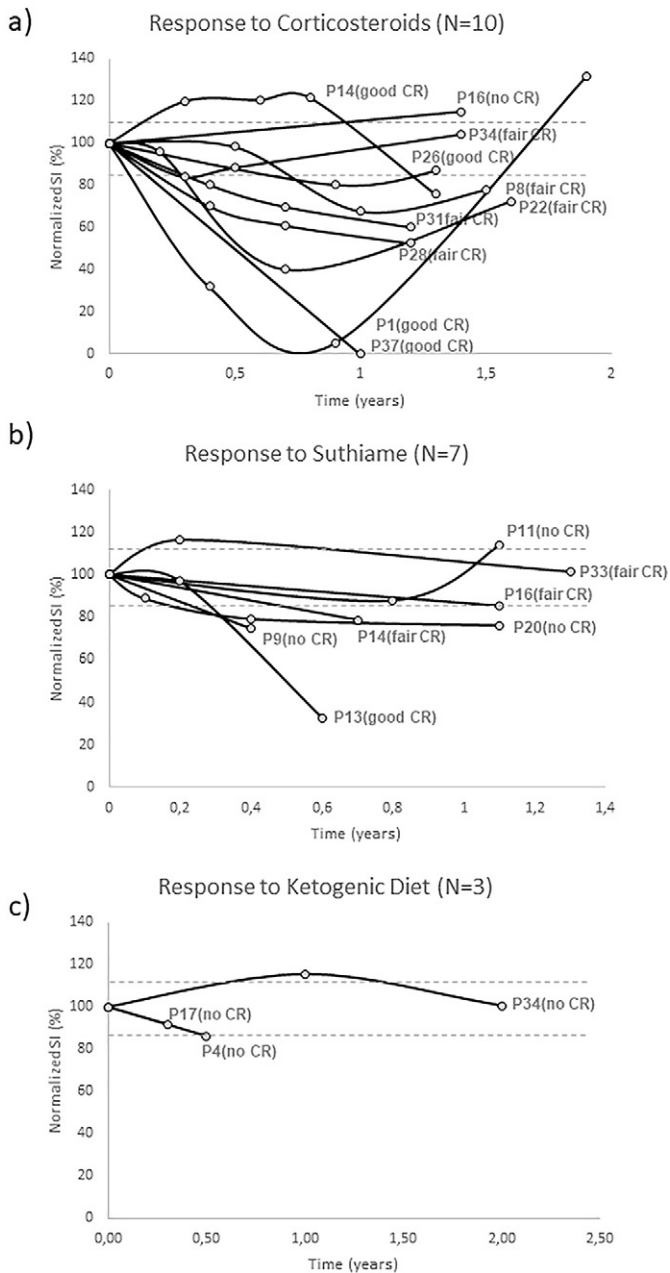 a)
Response to Corticosteroids (N=10)
Normalized SI (%)
140
120
100
80
60
40
20
0
P14(good CR)
P16(no CR)
P34(fair CR)
P26(good CR)
P8(fair CR)
P22(fair CR)
P31(fair CR)
P28(fair CR)
P1(good CR)
P37(good CR)
0
0,5
1
1,5
2
Time (years)
b)
Response to Suthiame (N=7)
Normalized SI (%)
140
120
100
80
60
40
20
0
P11(no CR)
P33(fair CR)
P16(fair CR)
P20(no CR)
P9(no CR)
P14(fair CR)
P13(good CR)
0
0,2
0,4
0,6
0,8
1
1,2
1,4
Time (years)
c)
Response to Ketogenic Diet (N=3)
Normalized SI (%)
140
120
100
80
60
40
20
0
P34(no CR)
P17(no CR)
P4(no CR)
0,00
0,50
1,00
1,50
2,00
2,50
Time (years)